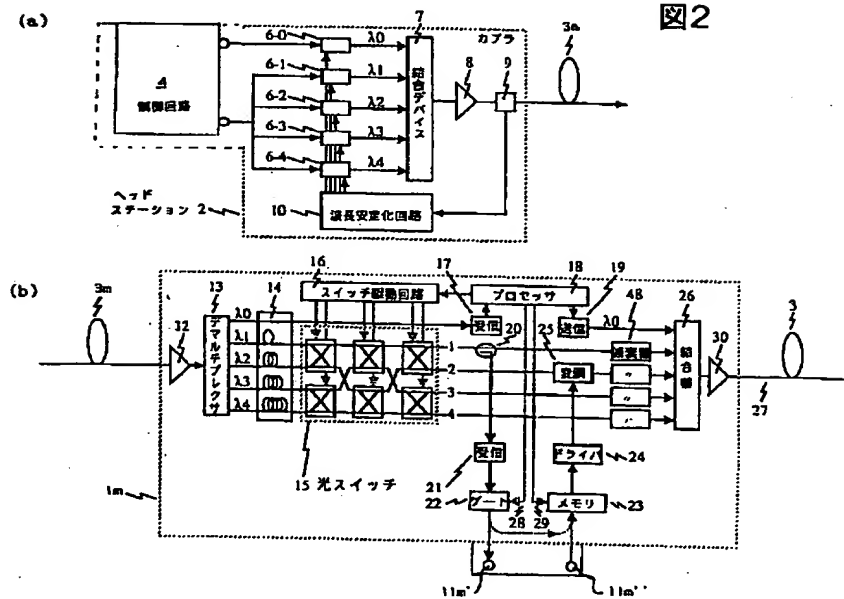 図2
(a)
4
制御回路
6-0
6-1
6-2
6-3
6-4
λ0
λ1
λ2
λ3
λ4
7
結合デバイス
8
カプラ
9
3a
ヘッド
ステーション 2
10
波長安定化回路
(b)
3m
12
13
デマルチプレクサ
λ0
λ1
λ2
λ3
λ4
14
16
スイッチ駆動回路
17
受信
18
プロセッサ
19
送信
λ0
20
1
2
3
4
25
変調
48
減衰器
〃
〃
〃
26
結合器
30
3
27
15 光スイッチ
21
受信
22
ゲート
28
29
ドライバ
24
メモリ
23
1m
11m'
11m''